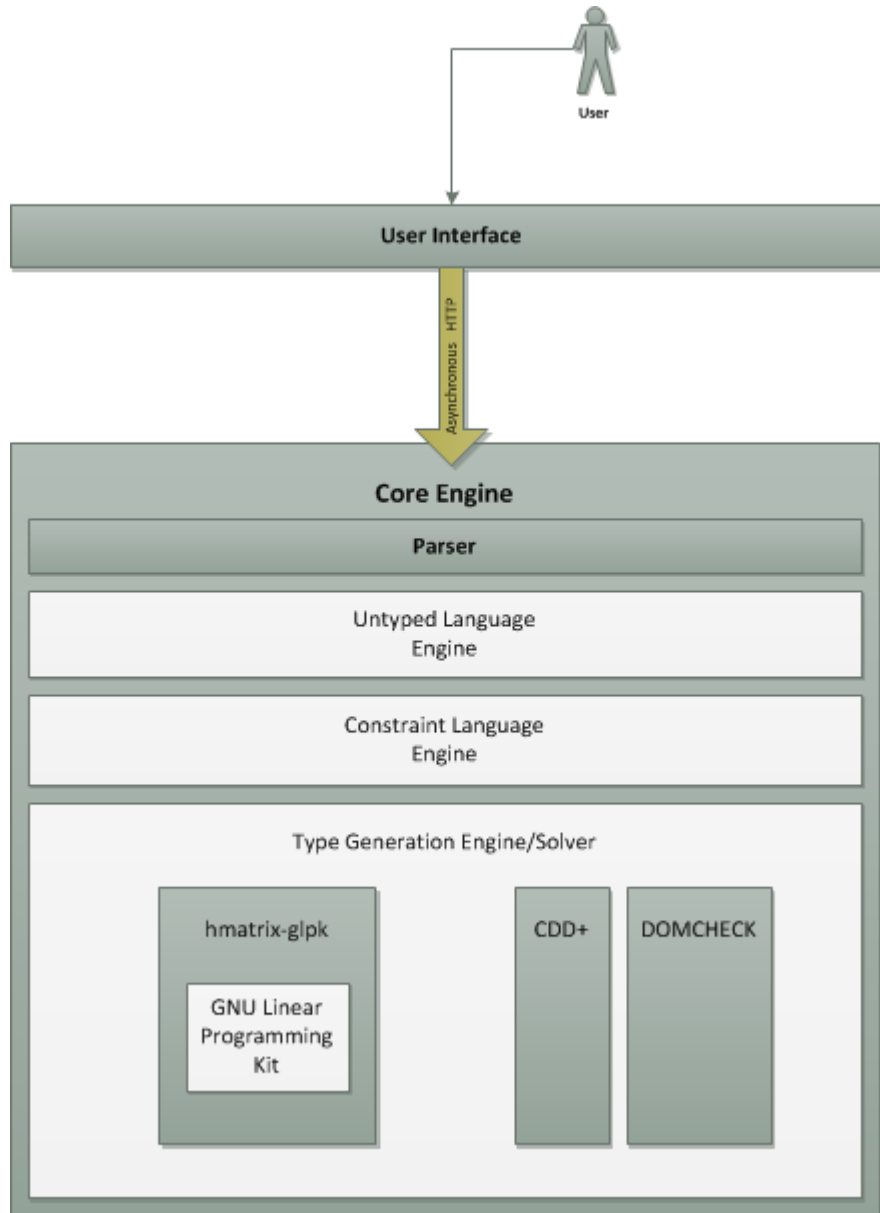 User
User Interface
Asynchronous HTTP
Core Engine
Parser
Untyped Language
Engine
Constraint Language
Engine
Type Generation Engine/Solver
hmatrix-glpk
CDD+
DOMCHECK
GNU Linear
Programming
Kit